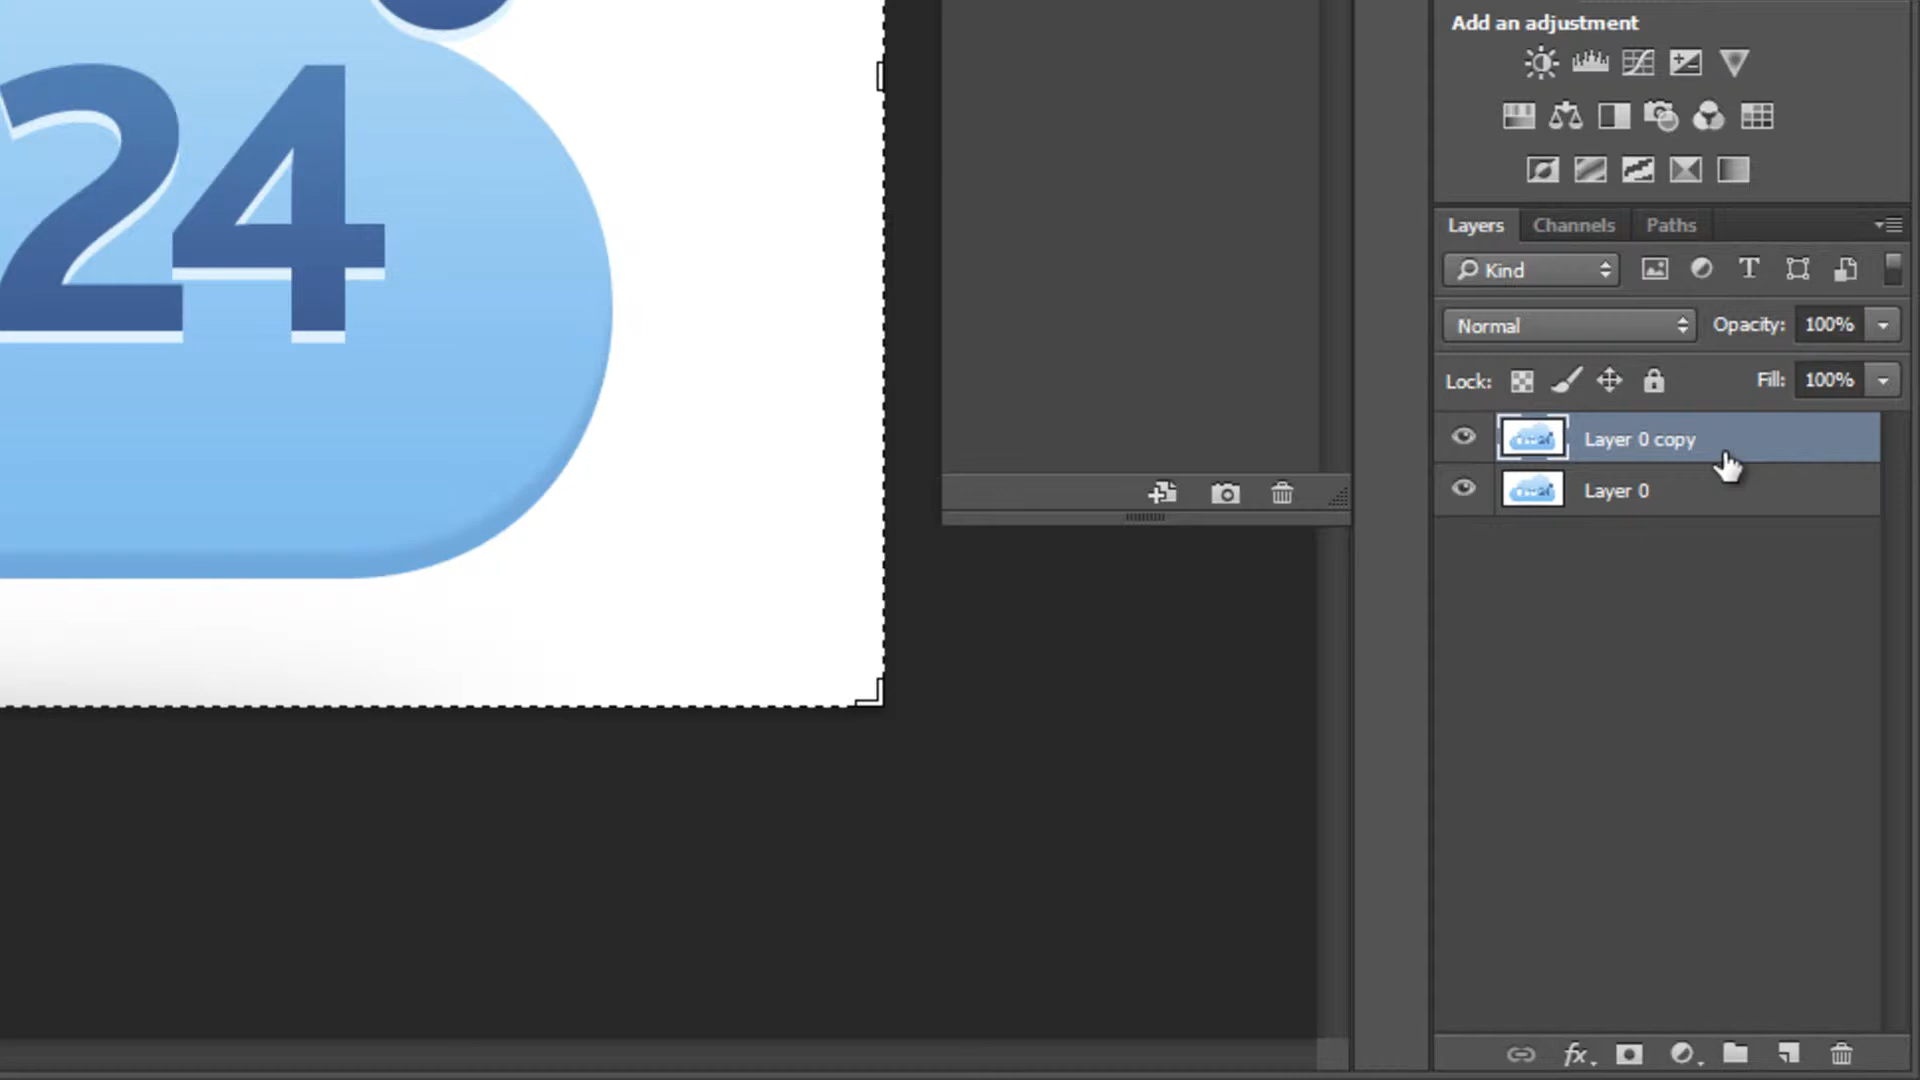 24
Add an adjustment
Layers Channels Paths
Kind
Normal Opacity: 100%
Lock: Fill: 100%
Layer 0 copy
Layer 0
fx